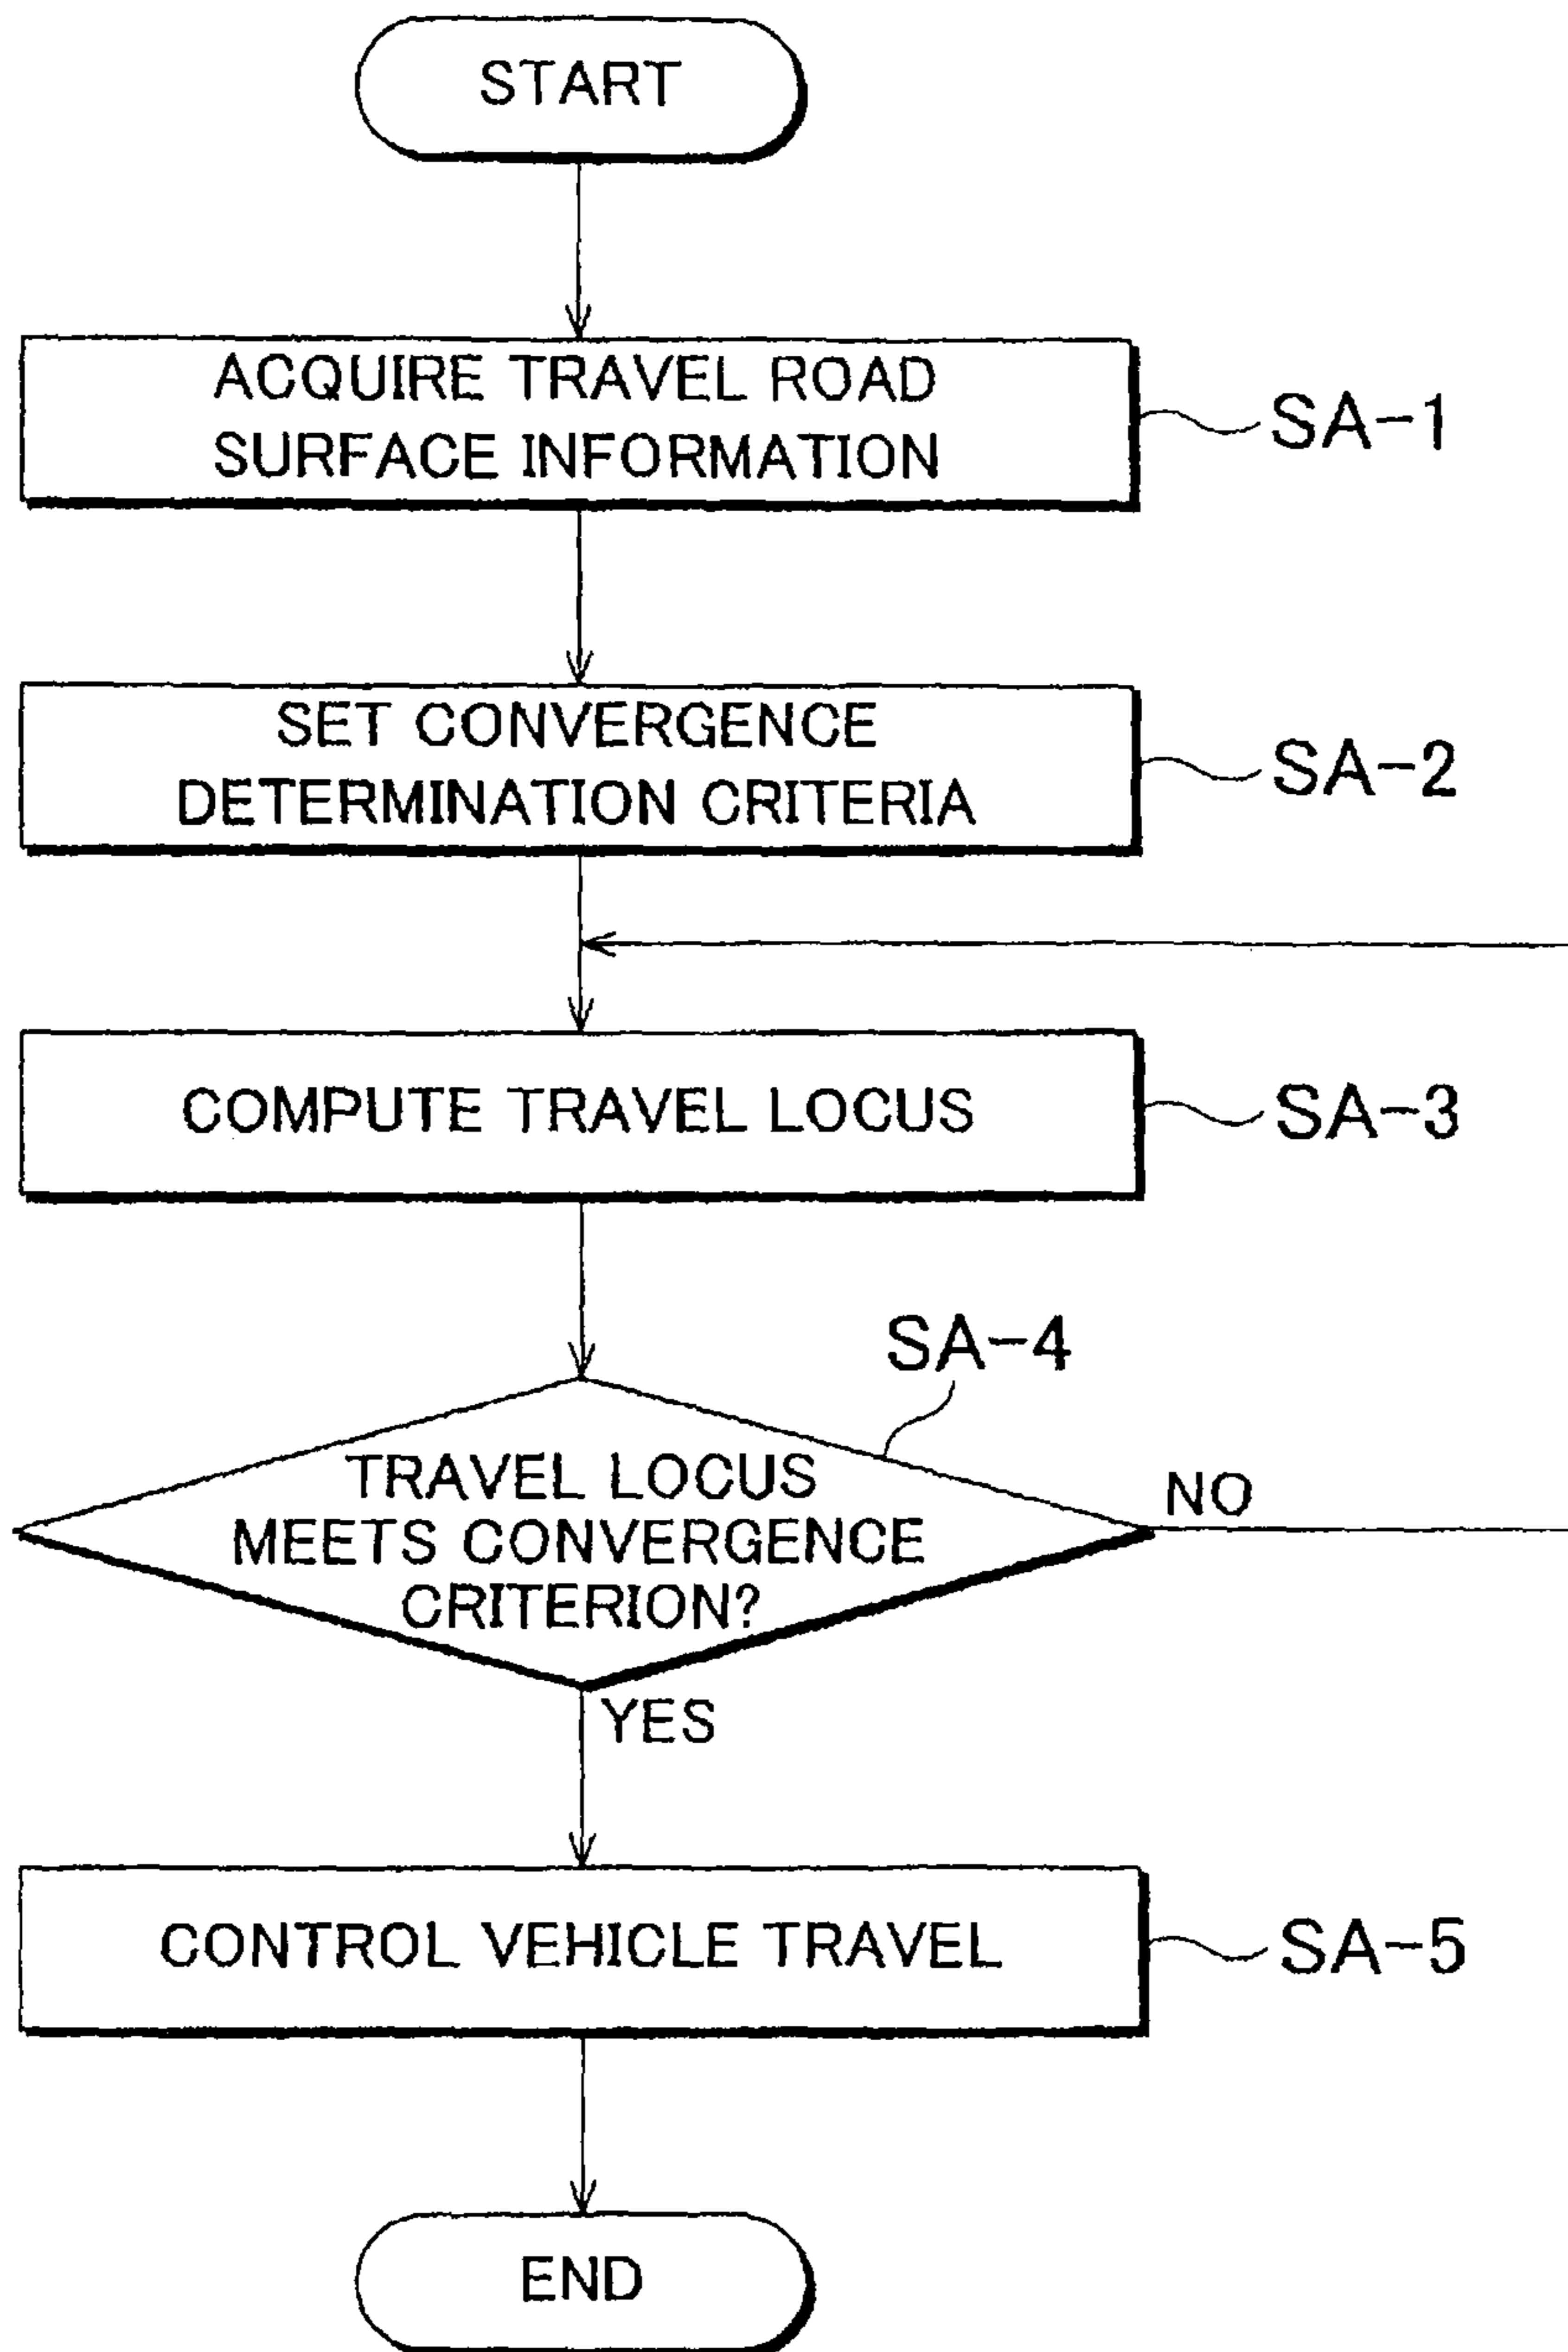 START
ACQUIRE TRAVEL ROAD
SURFACE INFORMATION
SA-1
SET CONVERGENCE
DETERMINATION CRITERIA
SA-2
COMPUTE TRAVEL LOCUS
SA-3
SA-4
TRAVEL LOCUS
MEETS CONVERGENCE
CRITERION?
NO
YES
CONTROL VEHICLE TRAVEL
SA-5
END